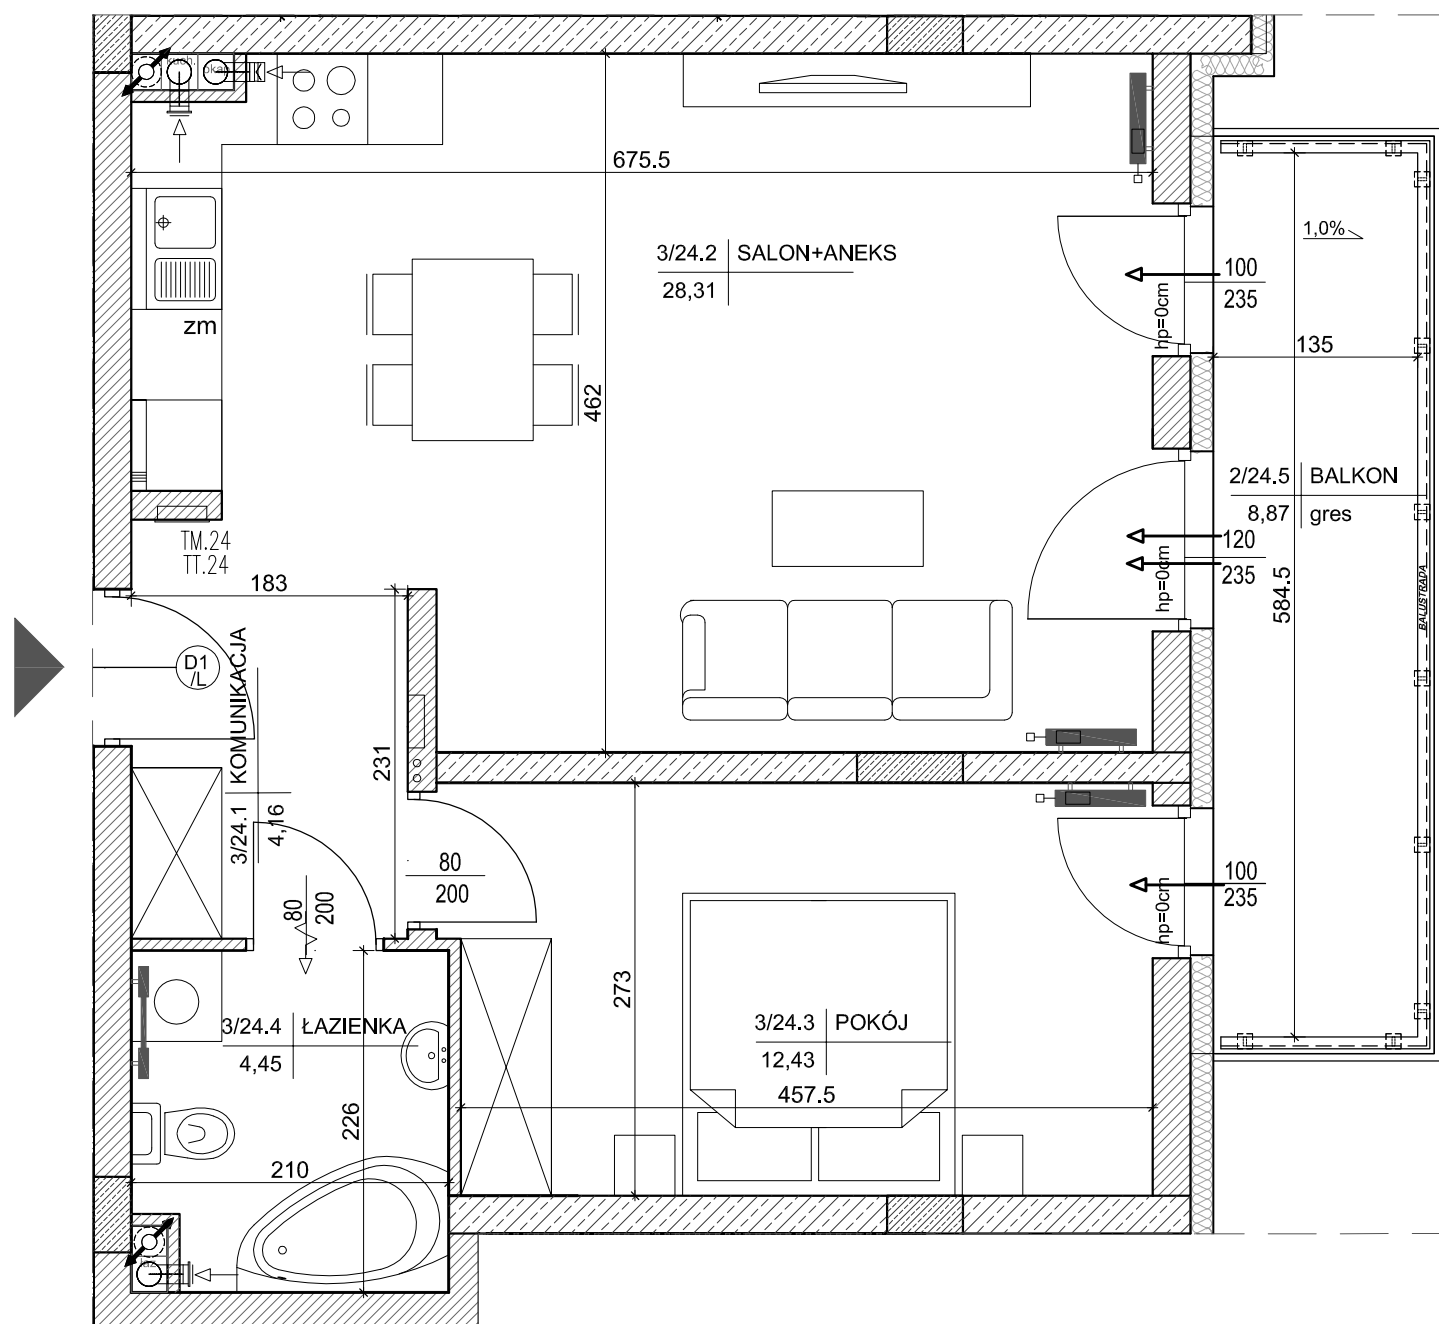 kuch.
okap
675.5
3/24.2 SALON+ANEKS
28,31
1,0%
100
235
hp=0cm
zm
135
462
2/24.5 BALKON
8,87 gres
TM.24
TT.24
120
235
hp=0cm
584.5
BALUSTRADA
183
D1
/L
3/24.1 KOMUNIKACJA
4,16
231
80
200
80
200
100
235
hp=0cm
273
3/24.4 ŁAZIENKA
4,45
3/24.3 POKÓJ
12,43
457.5
226
210